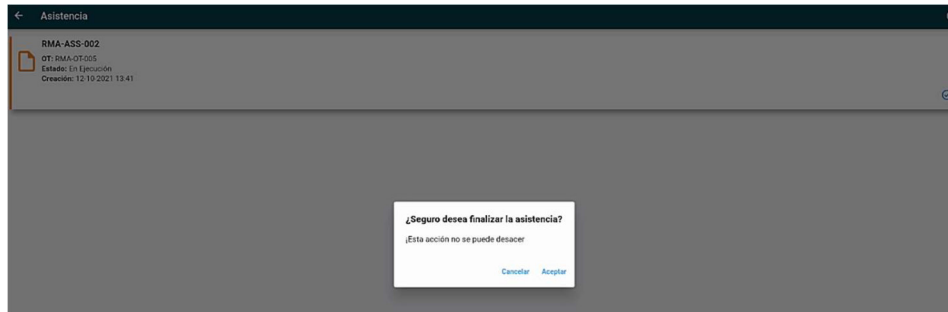 Asistencia
RMA-ASS-002
OT: RMA-OT-005
Estado: En Ejecución
Creación: 12-10-2021 13:41
¿Seguro desea finalizar la asistencia?
¡Esta acción no se puede desacer
Cancelar Aceptar